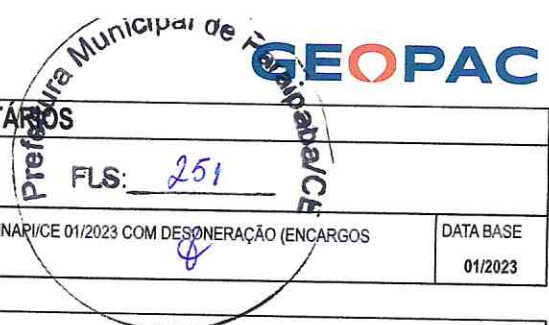 GEOPAC
Prefeitura Municipal de Paraipaba/CE
TÁRIOS
FLS: 251
NAPI/CE 01/2023 COM DESONERAÇÃO (ENCARGOS
DATA BASE
01/2023